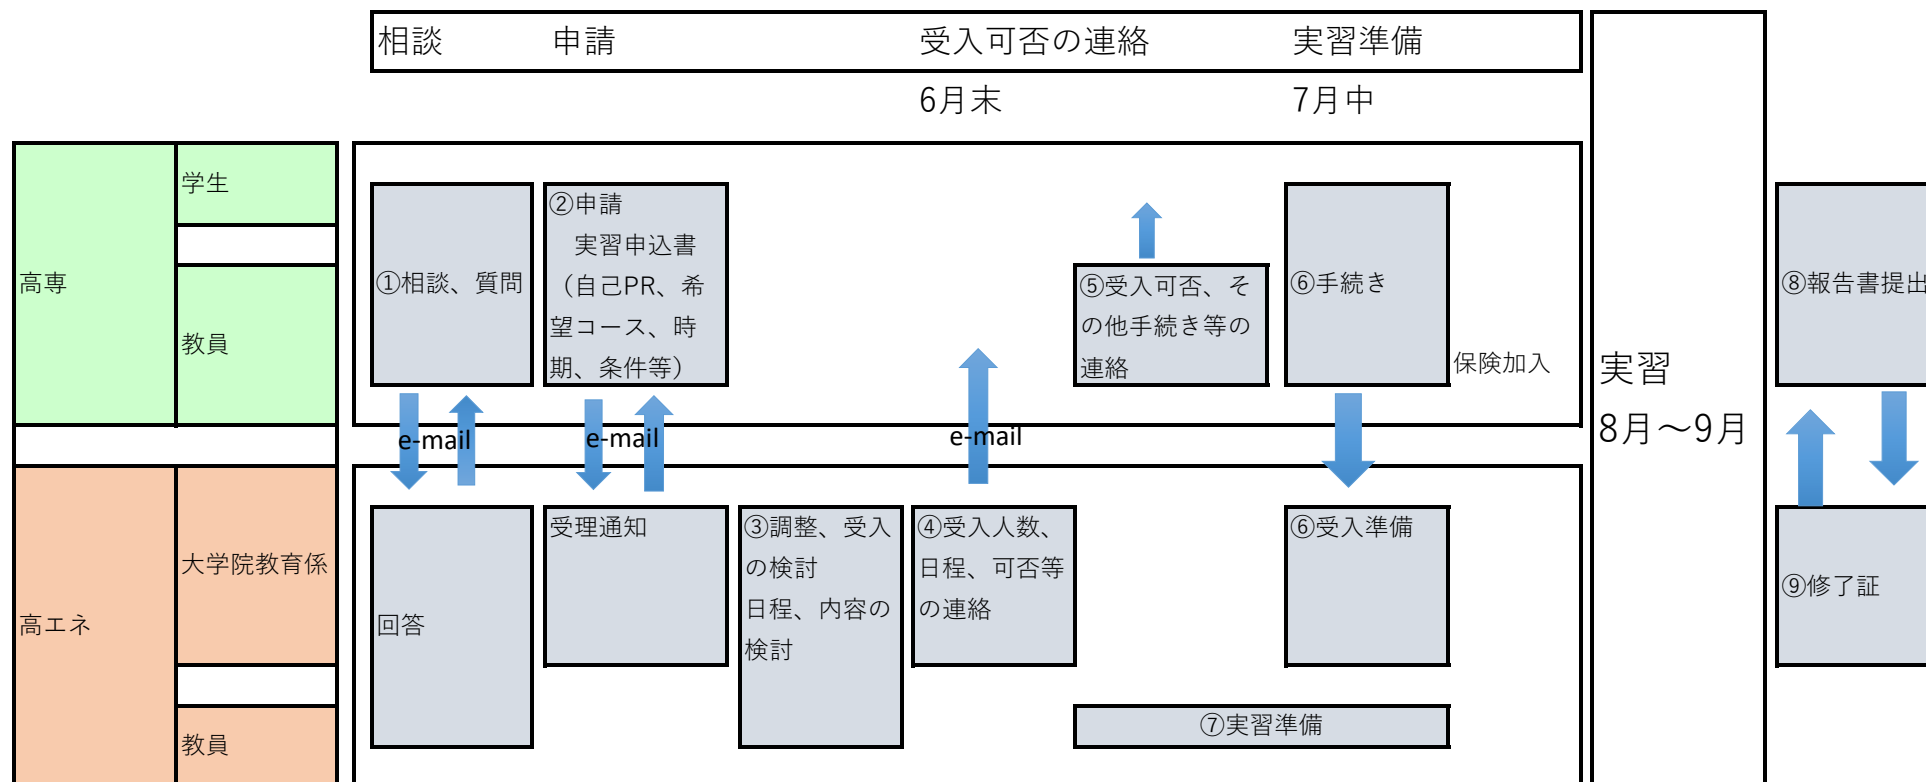 相談
申請
受入可否の連絡
実習準備
6月末
7月中
高専
学生
教員
①相談、質問
②申請
実習申込書
（自己PR、希
望コース、時
期、条件等）
⑤受入可否、そ
の他手続き等の
連絡
⑥手続き
保険加入
実習
8月～9月
⑧報告書提出
e-mail
e-mail
e-mail
高エネ
大学院教育係
教員
回答
受理通知
③調整、受入
の検討
日程、内容の
検討
④受入人数、
日程、可否等
の連絡
⑥受入準備
⑦実習準備
⑨修了証